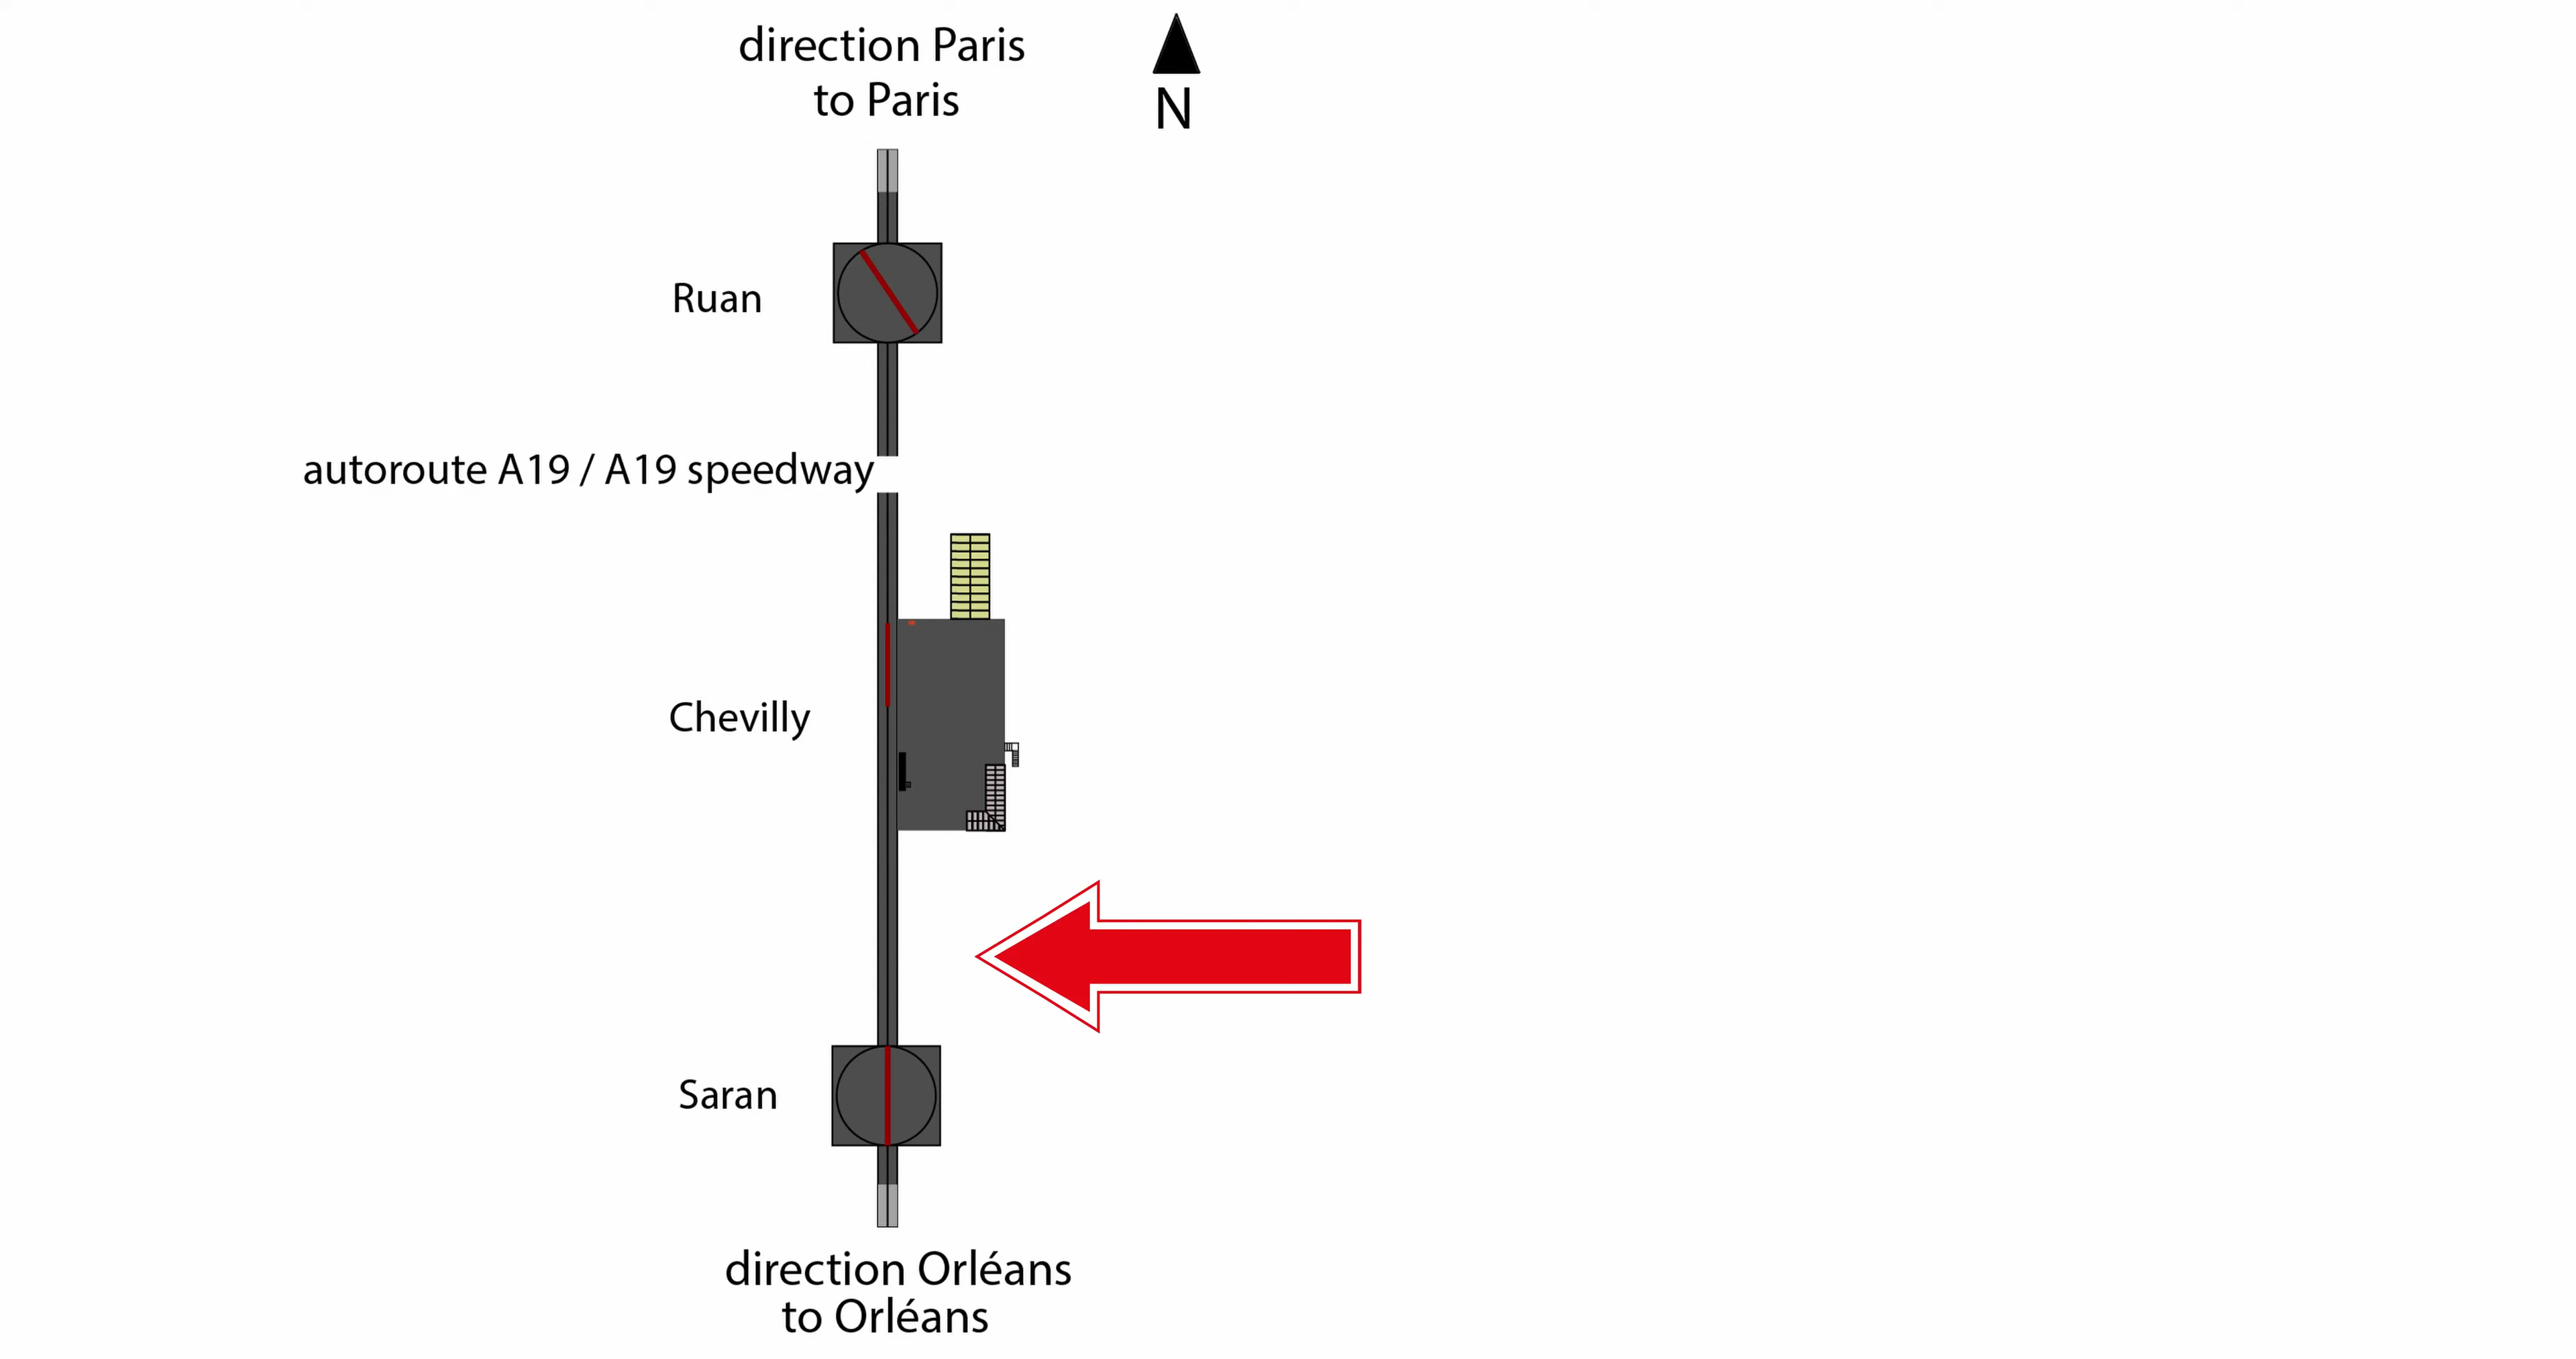 direction Paris
to Paris
N
Ruan
autoroute A19 / A19 speedway
Chevilly
Saran
direction Orléans
to Orléans